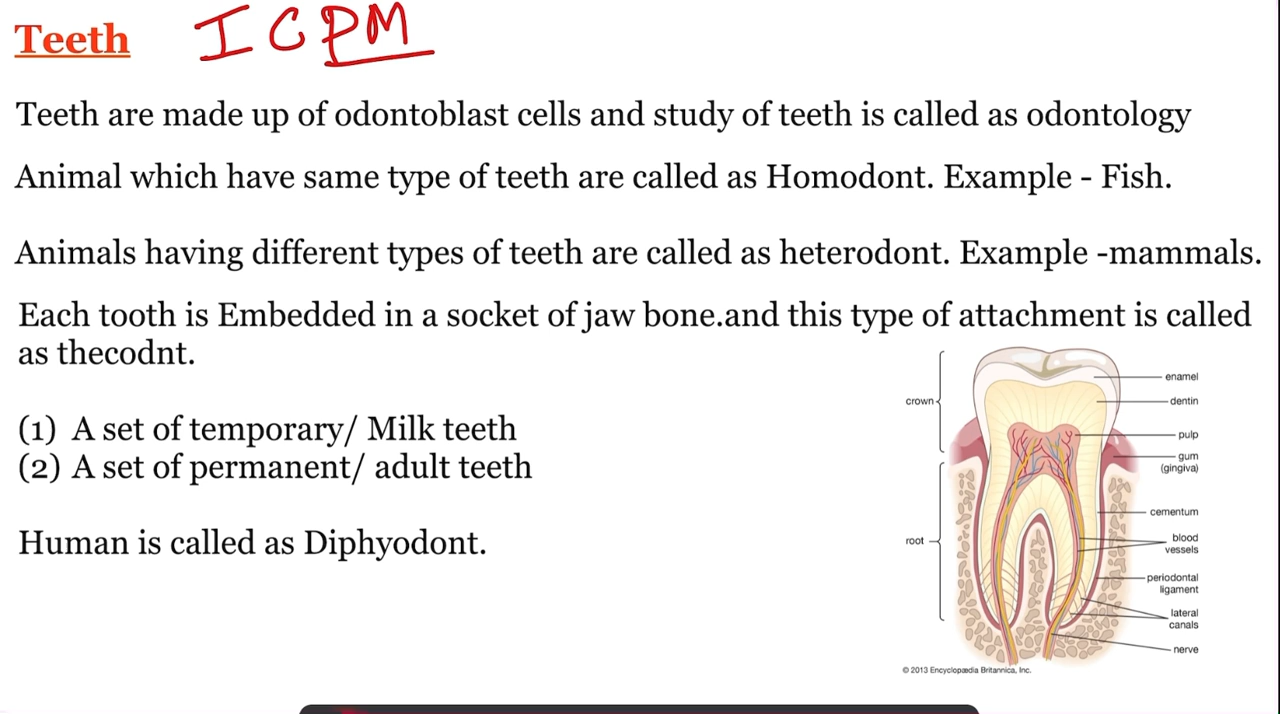 Teeth ICPM
Teeth are made up of odontoblast cells and study of teeth is called as odontology
Animal which have same type of teeth are called as Homodont. Example - Fish.
Animals having different types of teeth are called as heterodont. Example -mammals.
Each tooth is Embedded in a socket of jaw bone.and this type of attachment is called
as thecodnt.
(1) A set of temporary/ Milk teeth
(2) A set of permanent/ adult teeth
Human is called as Diphyodont.
crown
root
enamel
dentin
pulp
gum
(gingiva)
cementum
blood
vessels
periodontal
ligament
lateral
canals
nerve
© 2013 Encyclopædia Britannica, Inc.